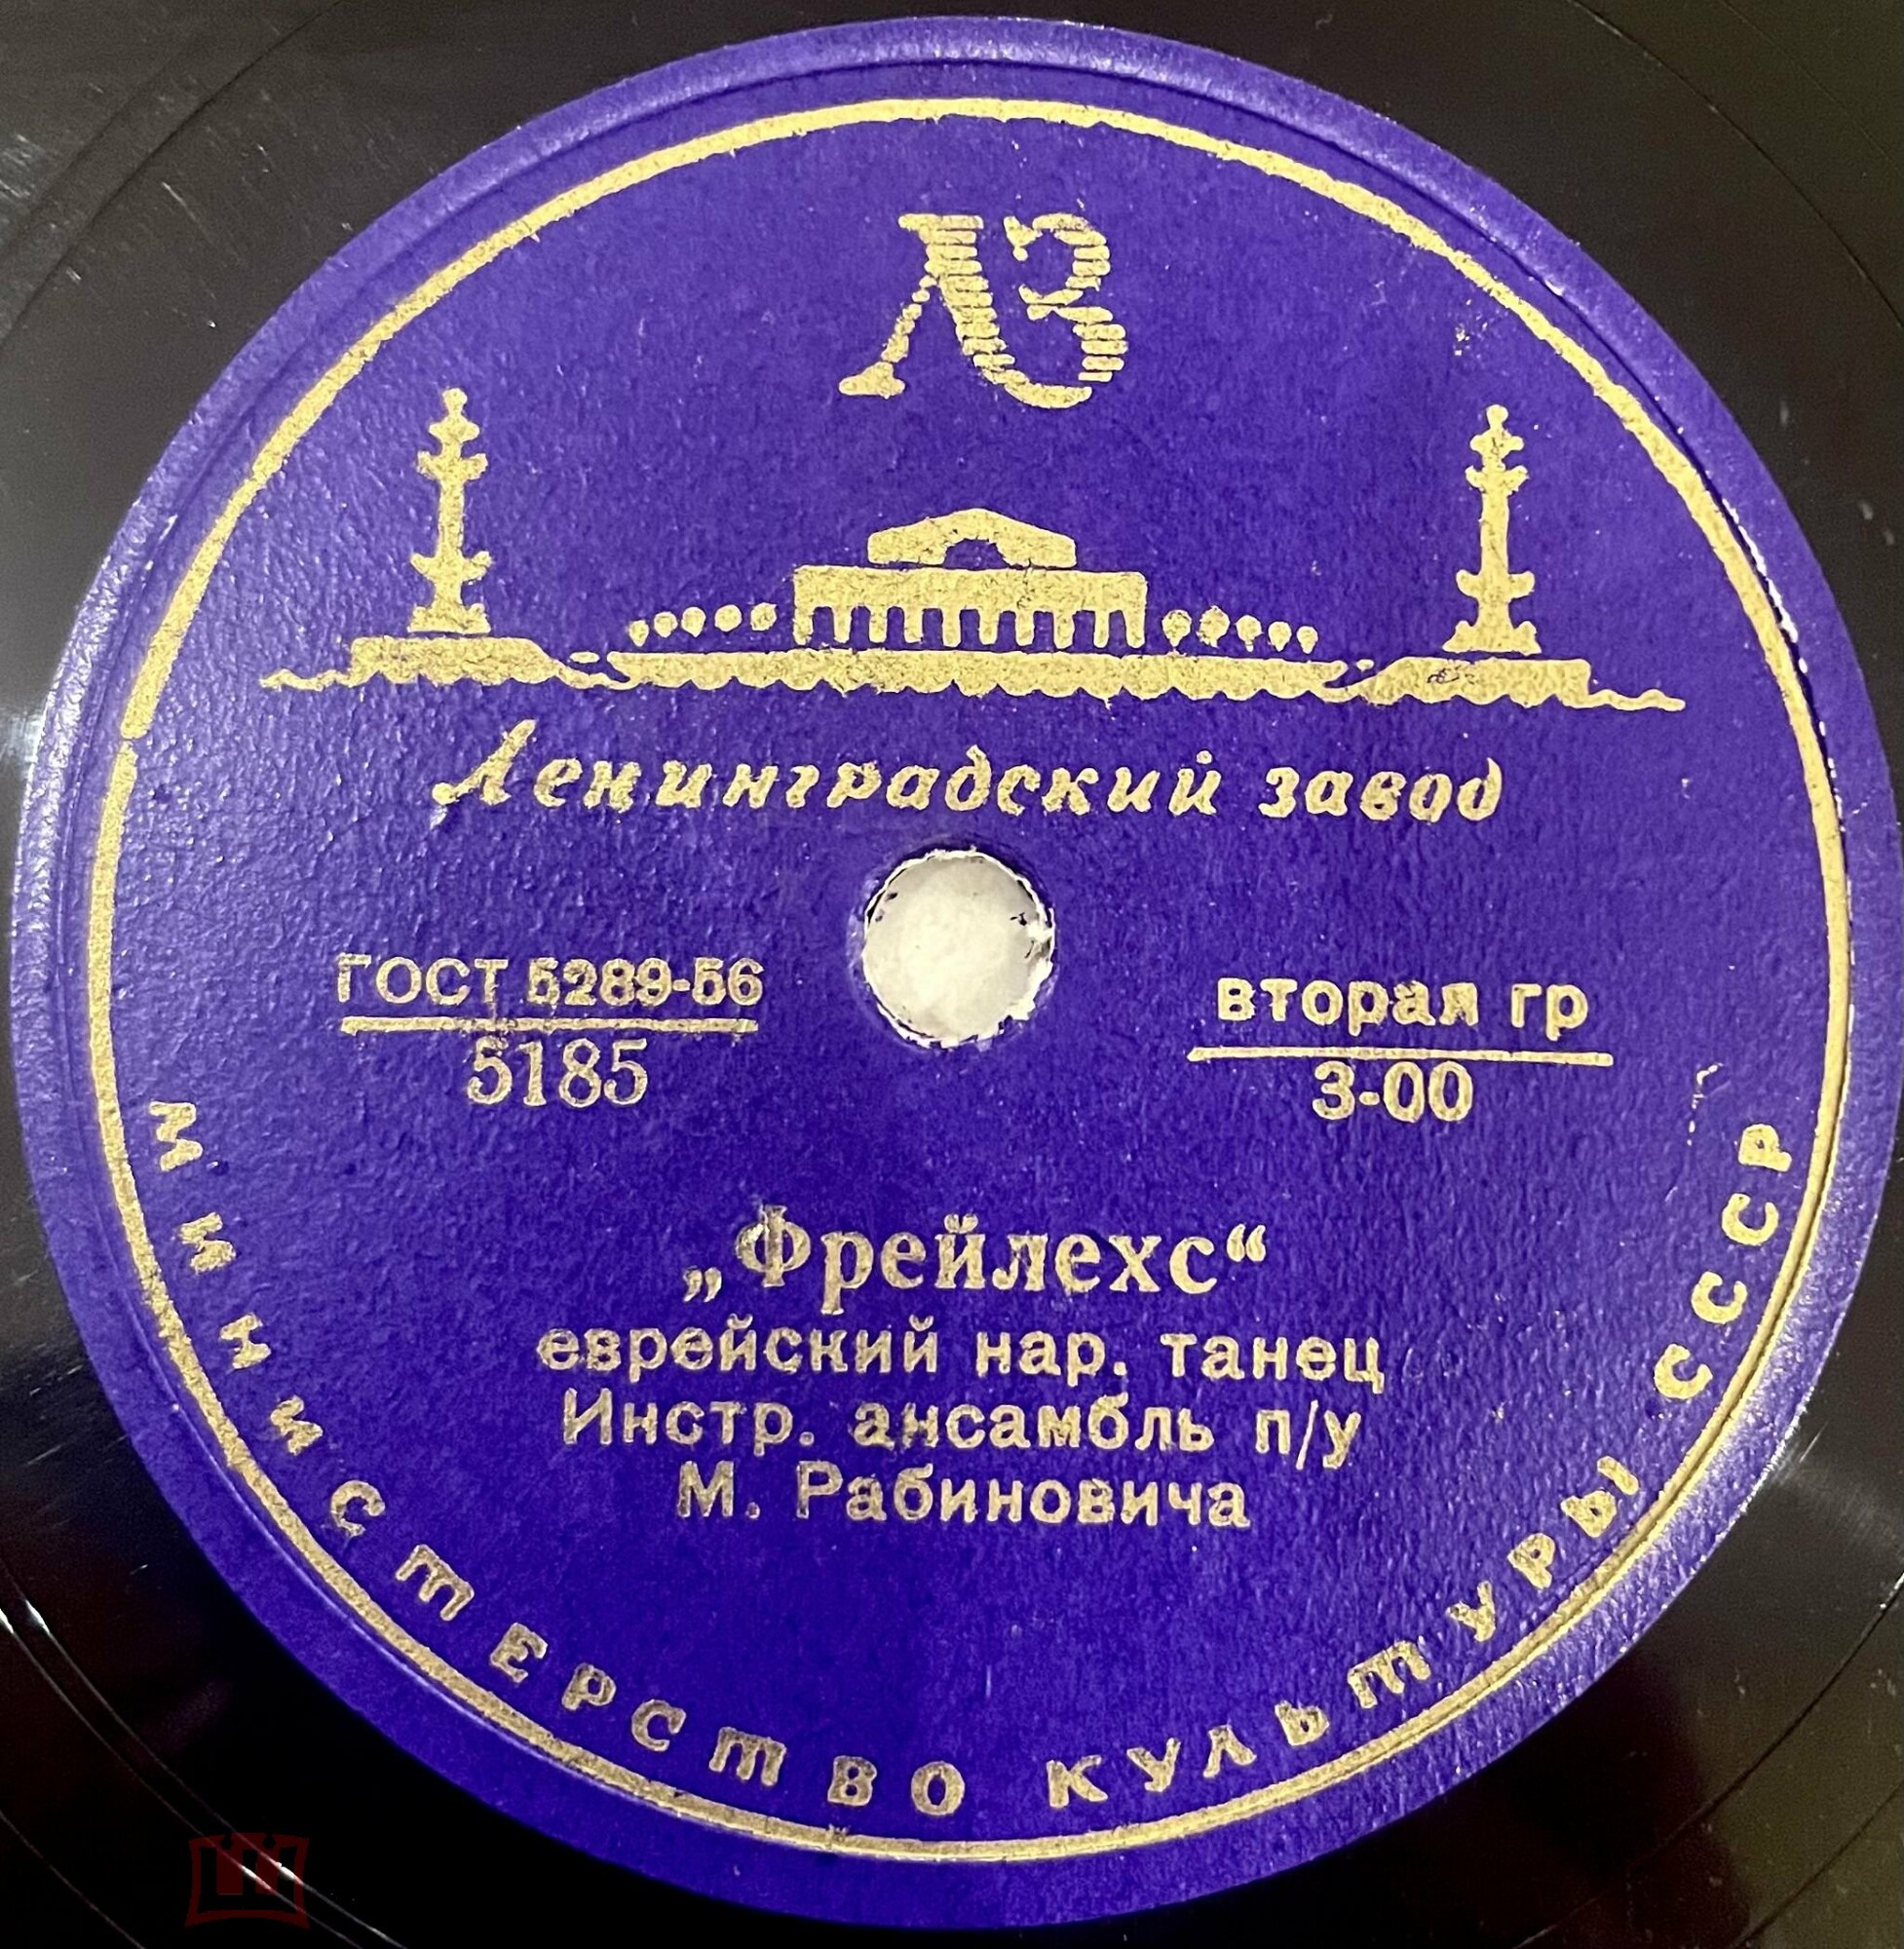 ЛЗ
Ленинградский завод
ГОСТ 5289-56
5185
вторая гр
3-00
„Фрейлехс“
еврейский нар. танец
Инстр. ансамбль п/у
М. Рабиновича
МИНИСТЕРСТВО КУЛЬТУРЫ СССР